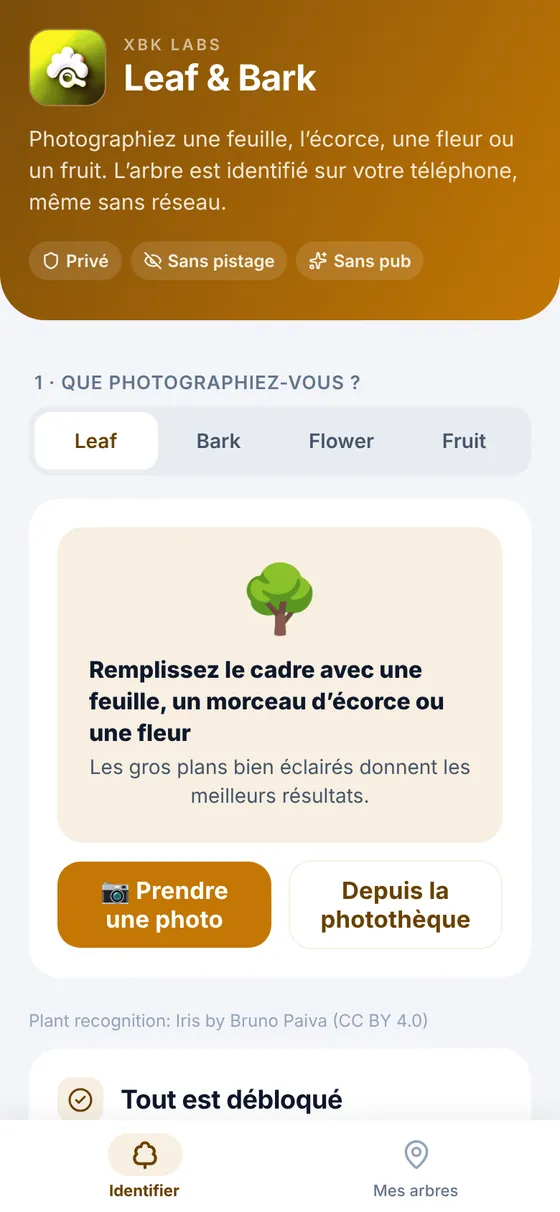 XBK LABS
Leaf & Bark
Photographiez une feuille, l’écorce, une fleur ou
un fruit. L’arbre est identifié sur votre téléphone,
même sans réseau.
Privé
Sans pistage
Sans pub
1 · QUE PHOTOGRAPHIEZ-VOUS ?
Leaf
Bark
Flower
Fruit
Remplissez le cadre avec une
feuille, un morceau d’écorce ou
une fleur
Les gros plans bien éclairés donnent les
meilleurs résultats.
Prendre
une photo
Depuis la
photothèque
Plant recognition: Iris by Bruno Paiva (CC BY 4.0)
Tout est débloqué
Identifier
Mes arbres